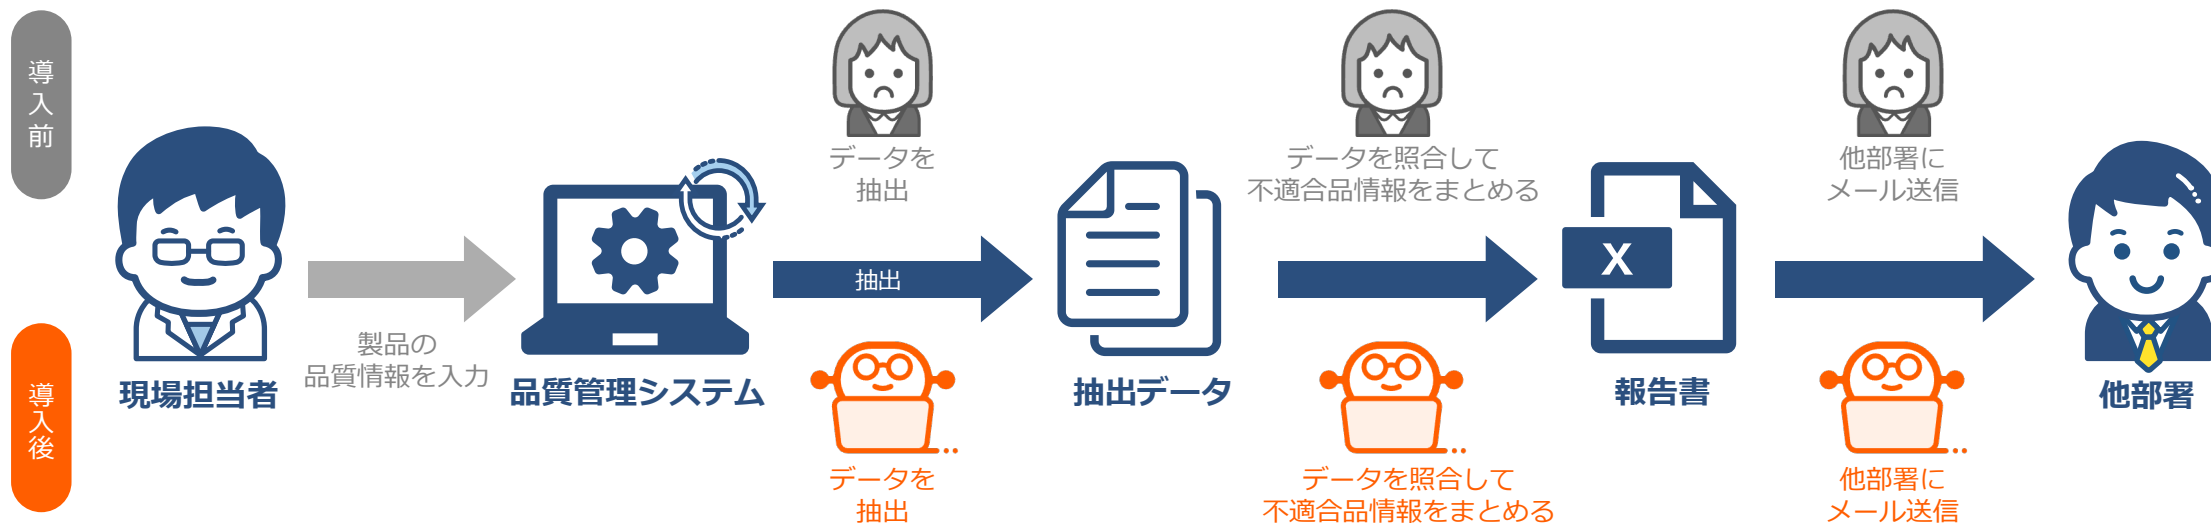 導入前
データを
抽出
データを照合して
不適合品情報をまとめる
他部署に
メール送信
抽出
X
製品の
品質情報を入力
現場担当者
品質管理システム
抽出データ
報告書
他部署
導入後
データを
抽出
データを照合して
不適合品情報をまとめる
他部署に
メール送信